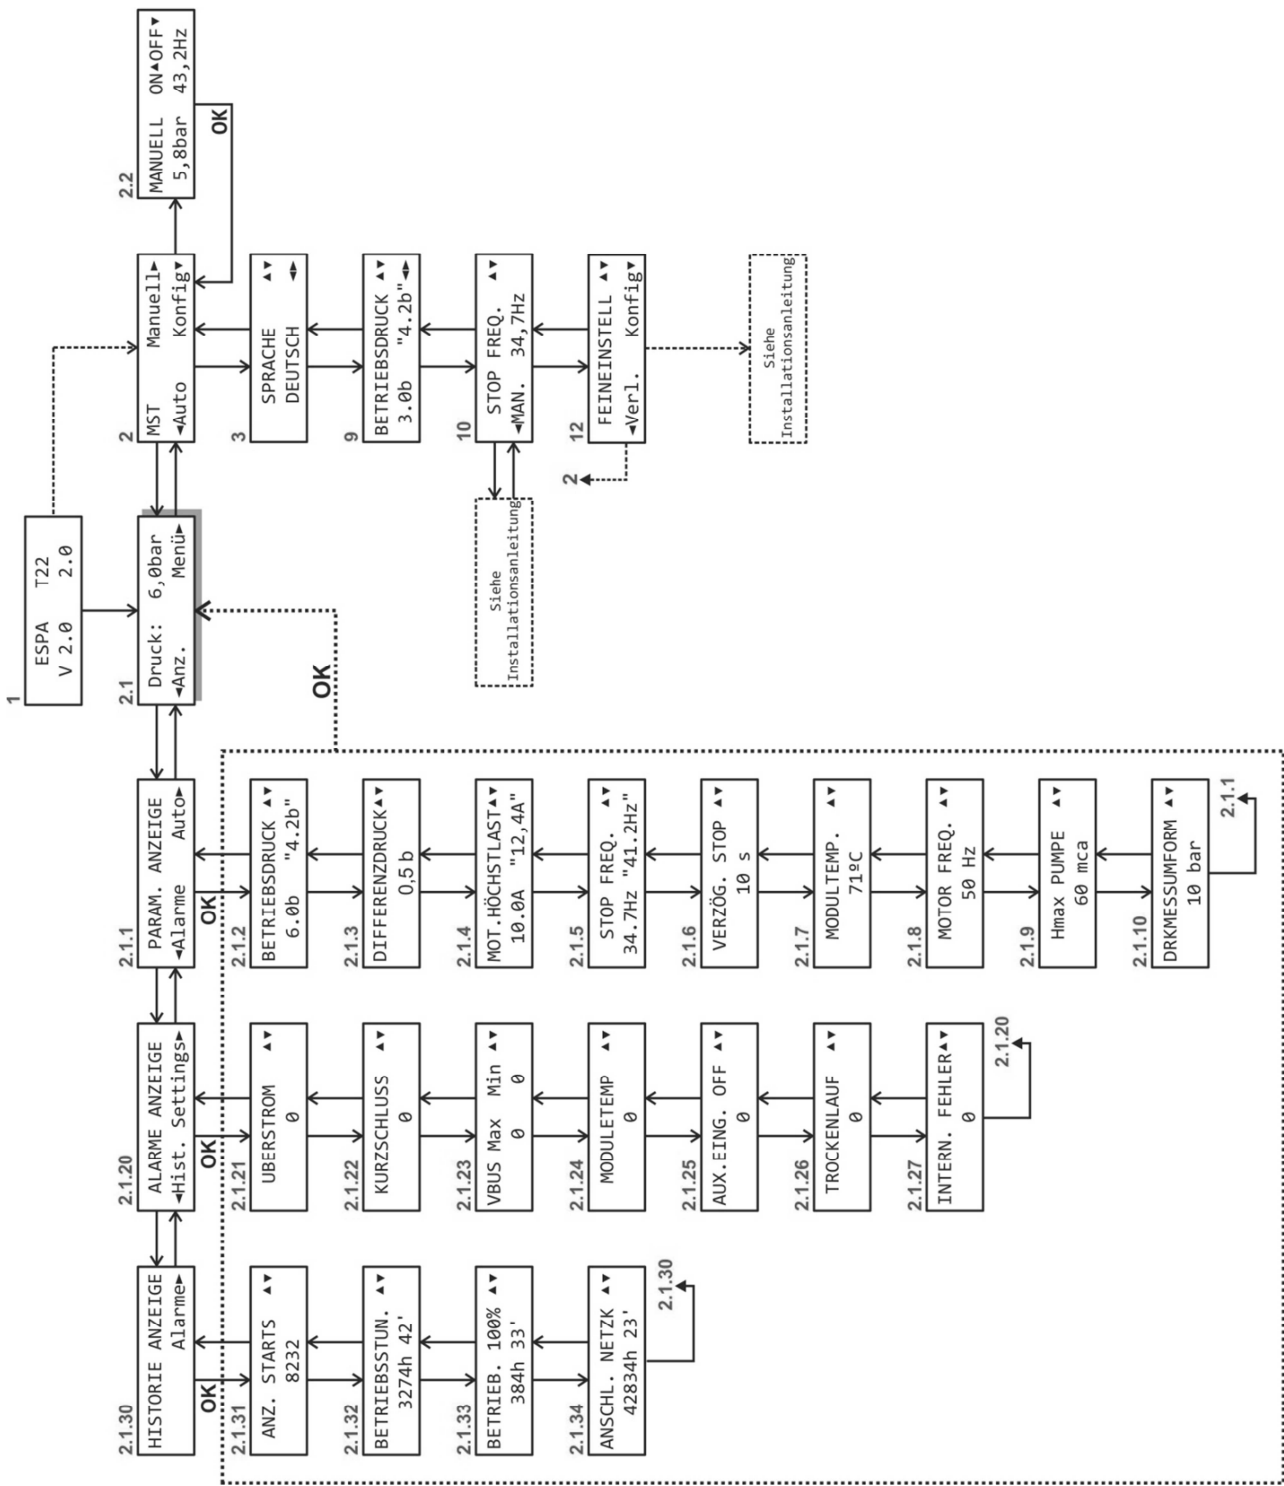 1
ESPA T22
V 2.0 2.0
2.1
Druck: 6,0bar
◄Anz. Menü►
2
MST Manuell►
◄Auto Konfig▼
2.2
MANUELL ON▲OFF▼
5,8bar 43,2Hz
OK
3
SPRACHE ▲▼
DEUTSCH ◄►
9
BETRIEBSDRUCK ▲▼
3.0b "4.2b"◄►
10
STOP FREQ. ▲▼
◄MAN. 34,7Hz
Siehe
Installationsanleitung
12
FEINEINSTELL ▲▼
◄Verl. Konfig▼
2
Siehe
Installationsanleitung
OK
2.1.1
PARAM. ANZEIGE
◄Alarme Auto►
OK
2.1.2
BETRIEBSDRUCK ▲▼
6.0b "4.2b"
2.1.3
DIFFERENZDRUCK▲▼
0,5 b
2.1.4
MOT.HÖCHSTLAST▲▼
10.0A "12,4A"
2.1.5
STOP FREQ. ▲▼
34.7Hz "41.2Hz"
2.1.6
VERZÖG. STOP ▲▼
10 s
2.1.7
MODULTEMP. ▲▼
71ºC
2.1.8
MOTOR FREQ. ▲▼
50 Hz
2.1.9
Hmax PUMPE ▲▼
60 mca
2.1.10
DRKMESSUMFORM ▲▼
10 bar
2.1.1
2.1.20
ALARME ANZEIGE
◄Hist. Settings►
OK
2.1.21
UBERSTROM ▲▼
0
2.1.22
KURZSCHLUSS ▲▼
0
2.1.23
VBUS Max Min ▲▼
0 0
2.1.24
MODULETEMP ▲▼
0
2.1.25
AUX.EING. OFF ▲▼
0
2.1.26
TROCKENLAUF ▲▼
0
2.1.27
INTERN. FEHLER▲▼
0
2.1.20
2.1.30
HISTORIE ANZEIGE
Alarme►
OK
2.1.31
ANZ. STARTS ▲▼
8232
2.1.32
BETRIEBSSTUN. ▲▼
3274h 42'
2.1.33
BETRIEB. 100% ▲▼
384h 33'
2.1.34
ANSCHL. NETZK ▲▼
42834h 23'
2.1.30